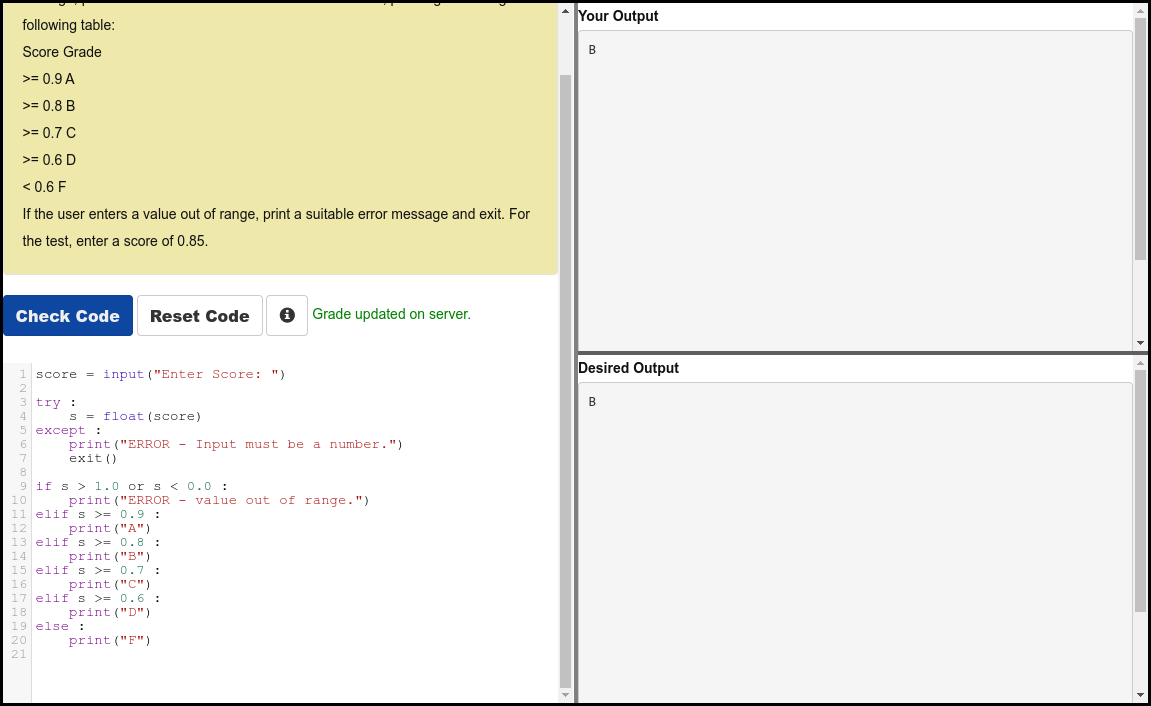 following table:
Score Grade
>= 0.9 A
>= 0.8 B
>= 0.7 C
>= 0.6 D
< 0.6 F
If the user enters a value out of range, print a suitable error message and exit. For
the test, enter a score of 0.85.
Check Code Reset Code Grade updated on server.
1 score = input("Enter Score: ")
2
3 try :
4     s = float(score)
5 except :
6     print("ERROR - Input must be a number.")
7     exit()
8
9 if s > 1.0 or s < 0.0 :
10     print("ERROR - value out of range.")
11 elif s >= 0.9 :
12     print("A")
13 elif s >= 0.8 :
14     print("B")
15 elif s >= 0.7 :
16     print("C")
17 elif s >= 0.6 :
18     print("D")
19 else :
20     print("F")
21
Your Output
B
Desired Output
B